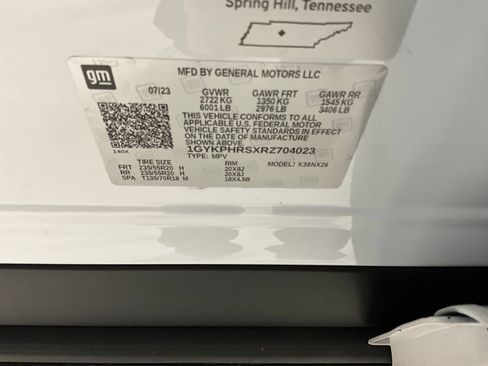 Spring Hill, Tennessee
gm
MFD BY GENERAL MOTORS LLC
07/23 GVWR GAWR FRT GAWR RR
2722 KG 1350 KG 1545 KG
6001 LB 2976 LB 3406 LB
THIS VEHICLE CONFORMS TO ALL
APPLICABLE U.S. FEDERAL MOTOR
VEHICLE SAFETY STANDARDS IN
EFFECT ON THE DATE OF MANUFACTURE
SHOWN ABOVE.
1GYKPHRSXRZ704023
140X TYPE: MPV MODEL: X36NX26
TIRE SIZE RIM
FRT 235/55R20 H 20X8J
RR 235/55R20 H 20X8J
SPA T135/70R18 M 18X4.5B